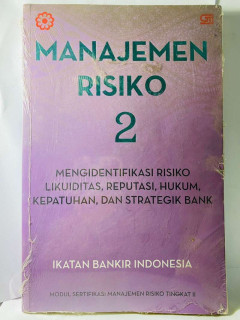 MANAJEMEN
RISIKO
2
MENGIDENTIFIKASI RISIKO
LIKUIDITAS, REPUTASI, HUKUM,
KEPATUHAN, DAN STRATEGIK BANK
IKATAN BANKIR INDONESIA
MODUL SERTIFIKASI MANAJEMEN RISIKO TINGKAT II